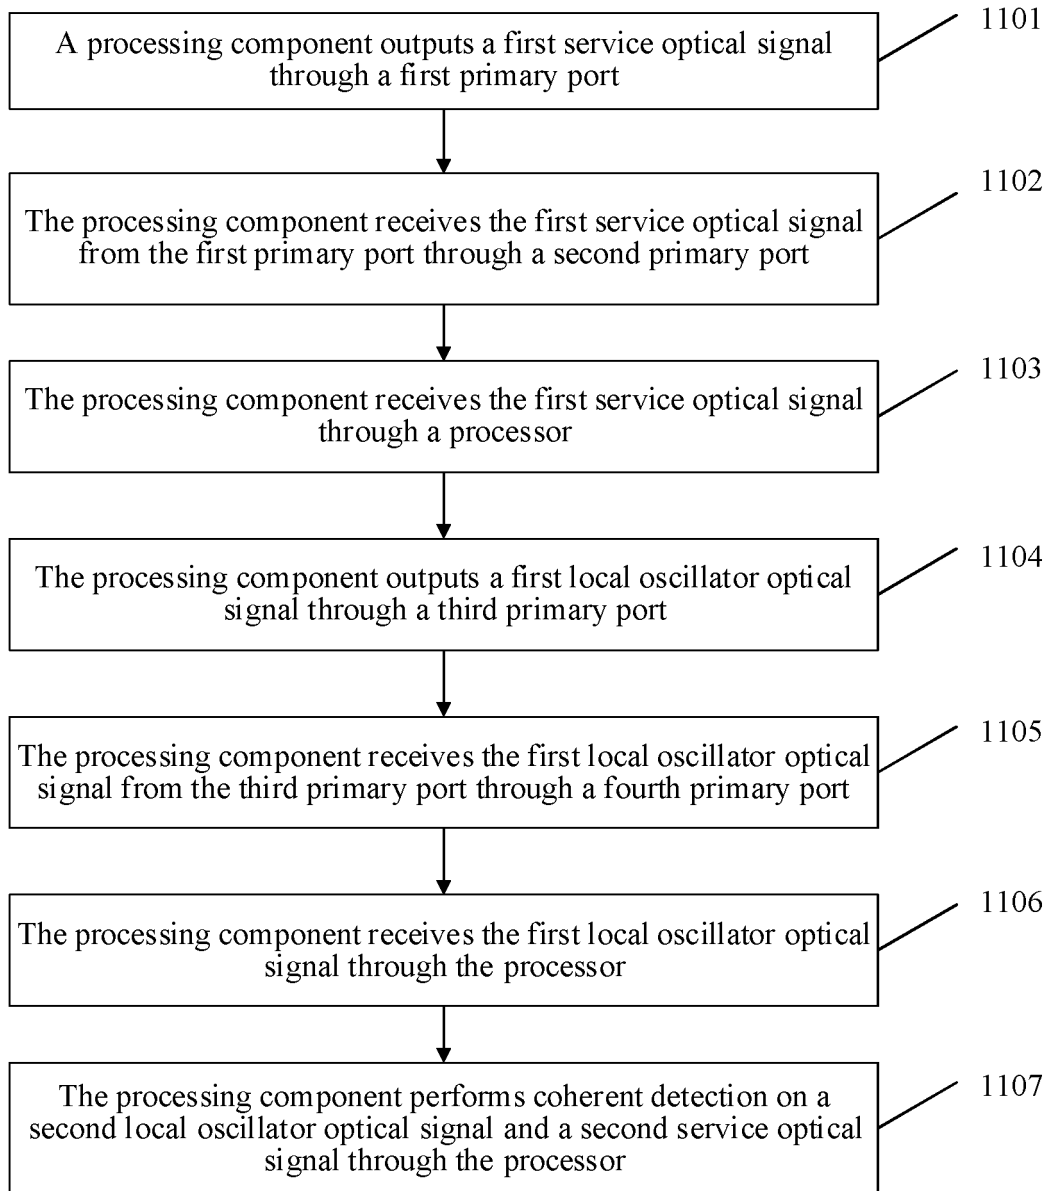 A processing component outputs a first service optical signal
through a first primary port
1101
The processing component receives the first service optical signal
from the first primary port through a second primary port
1102
The processing component receives the first service optical signal
through a processor
1103
The processing component outputs a first local oscillator optical
signal through a third primary port
1104
The processing component receives the first local oscillator optical
signal from the third primary port through a fourth primary port
1105
The processing component receives the first local oscillator optical
signal through the processor
1106
The processing component performs coherent detection on a
second local oscillator optical signal and a second service optical
signal through the processor
1107